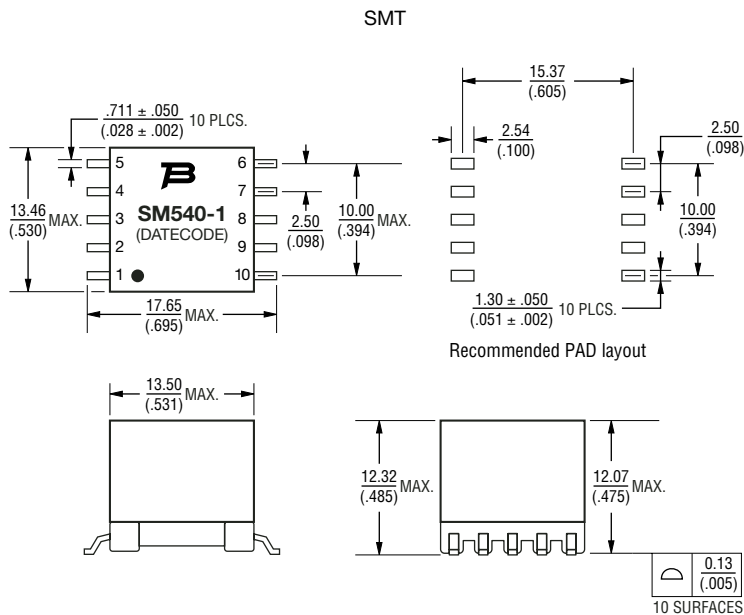 SMT
.711 ± .050
(.028 ± .002)
10 PLCS.
5
4
3
2
1
6
7
8
9
10
TB
SM540-1
(DATECODE)
13.46
(.530)
MAX.
2.50
(.098)
10.00
(.394)
MAX.
17.65
(.695)
MAX.
15.37
(.605)
2.54
(.100)
2.50
(.098)
10.00
(.394)
1.30 ± .050
(.051 ± .002)
10 PLCS.
Recommended PAD layout
13.50
(.531)
MAX.
12.32
(.485)
MAX.
12.07
(.475)
MAX.
0.13
(.005)
10 SURFACES